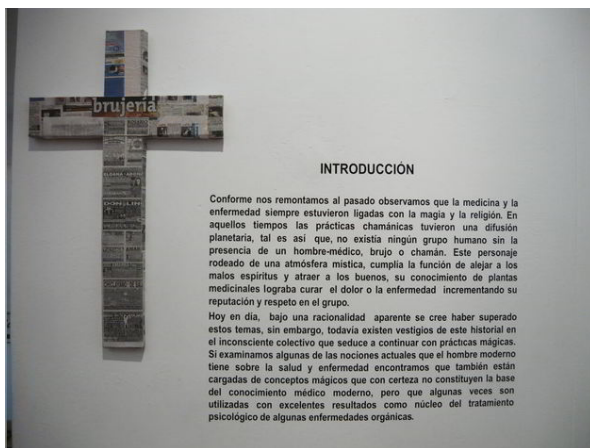 brujería
INTRODUCCIÓN
Conforme nos remontamos al pasado observamos que la medicina y la
enfermedad siempre estuvieron ligadas con la magia y la religión. En
aquellos tiempos las prácticas chamánicas tuvieron una difusión
planetaria, tal es así que, no existía ningún grupo humano sin la
presencia de un hombre-médico, brujo o chamán. Este personaje
rodeado de una atmósfera mística, cumplía la función de alejar a los
malos espíritus y atraer a los buenos, su conocimiento de plantas
medicinales lograba curar el dolor o la enfermedad incrementando su
reputación y respeto en el grupo.
Hoy en día, bajo una racionalidad aparente se cree haber superado
estos temas, sin embargo, todavía existen vestigios de este historial en
el inconsciente colectivo que seduce a continuar con prácticas mágicas.
Si examinamos algunas de las nociones actuales que el hombre moderno
tiene sobre la salud y enfermedad encontramos que también están
cargadas de conceptos mágicos que con certeza no constituyen la base
del conocimiento médico moderno, pero que algunas veces son
utilizadas con excelentes resultados como núcleo del tratamiento
psicológico de algunas enfermedades orgánicas.